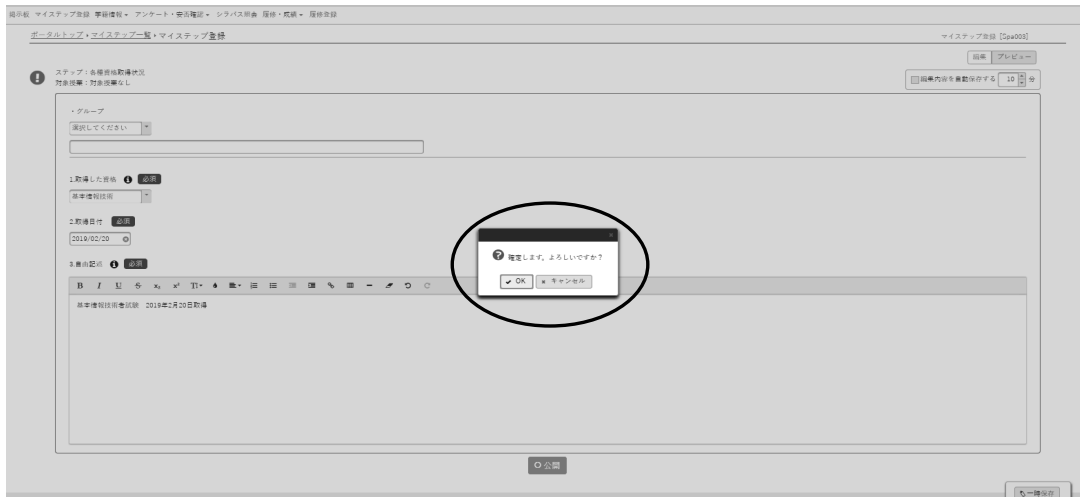 掲示板 マイステップ登録 学籍情報 アンケート・安否確認 シラバス照会 履修・成績 履修登録
ポータルトップ マイステップ一覧 マイステップ登録
マイステップ登録 [Spa003]
結果 プレビュー
ステップ：各種資格取得状況
対象授業：対象授業なし
編集内容を自動保存する 10 分
・グループ
選択してください
1.取得した資格 必須
基本情報技術
2.取得日付 必須
2019/02/20
3.自由記述 必須
基本情報技術者試験 2019年2月20日取得
確定します。よろしいですか？
OK キャンセル
公開
一時保存